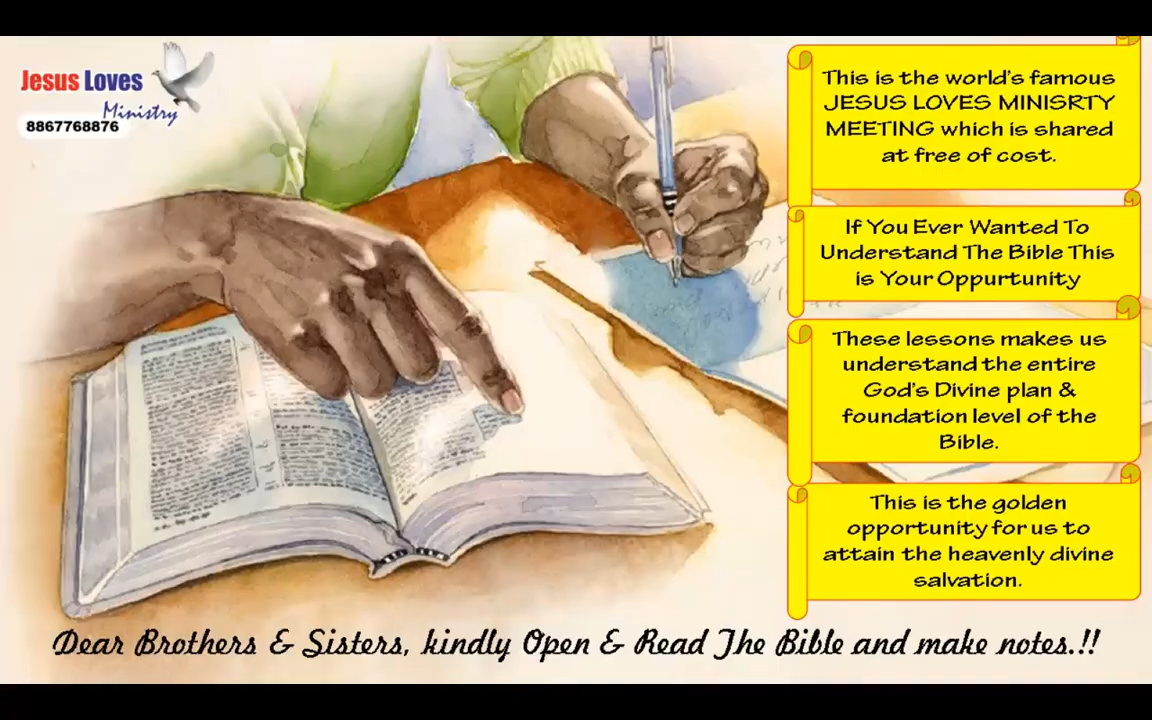 Jesus Loves
Ministry
8867768876
This is the world's famous
JESUS LOVES MINISRTY
MEETING which is shared
at free of cost.
If You Ever Wanted To
Understand The Bible This
is Your Oppurtunity
These lessons makes us
understand the entire
God's Divine plan &
foundation level of the
Bible.
This is the golden
opportunity for us to
attain the heavenly divine
salvation.
Dear Brothers & Sisters, kindly Open & Read The Bible and make notes.!!